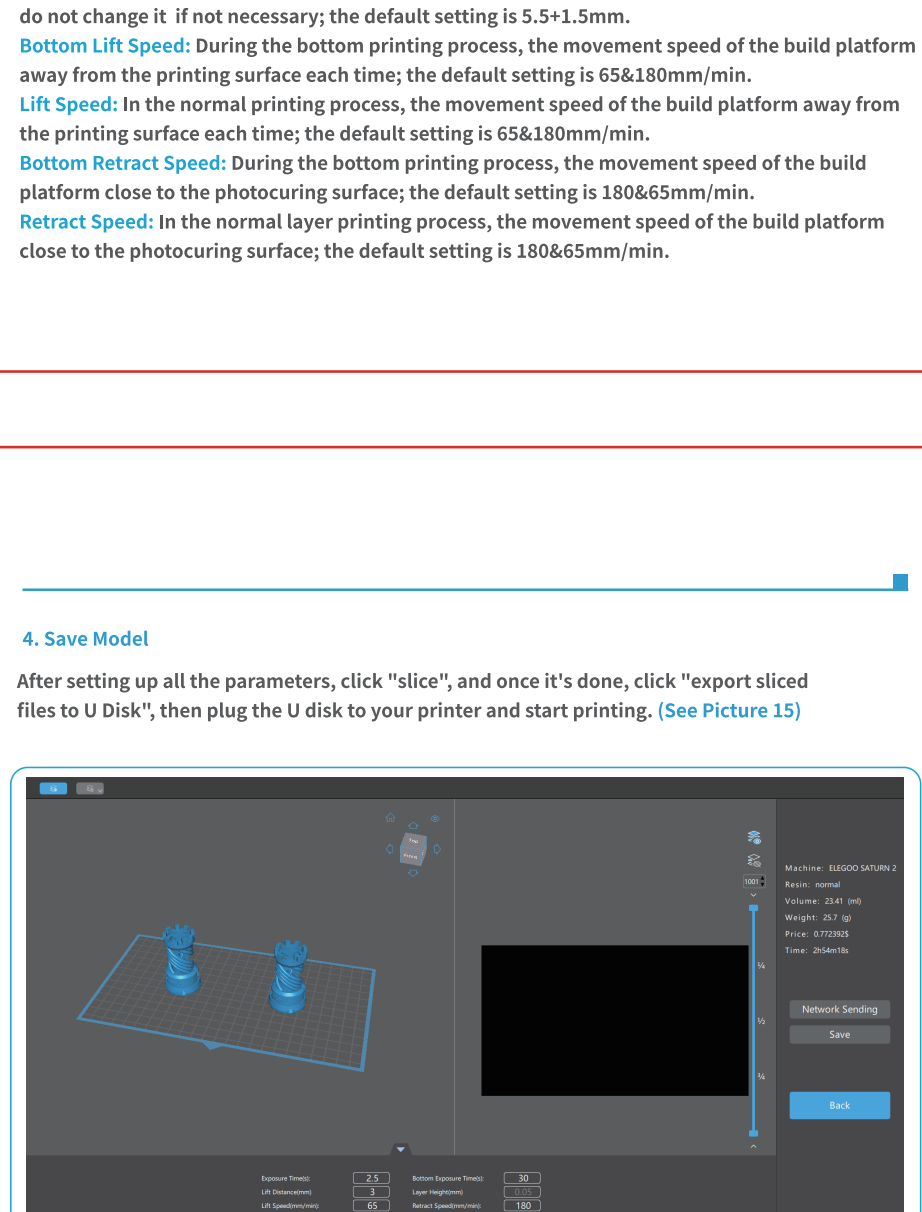 do not change it  if not necessary; the default setting is 5.5+1.5mm.
Bottom Lift Speed: During the bottom printing process, the movement speed of the build platform
away from the printing surface each time; the default setting is 65&180mm/min.
Lift Speed: In the normal printing process, the movement speed of the build platform away from
the printing surface each time; the default setting is 65&180mm/min.
Bottom Retract Speed: During the bottom printing process, the movement speed of the build
platform close to the photocuring surface; the default setting is 180&65mm/min.
Retract Speed: In the normal layer printing process, the movement speed of the build platform
close to the photocuring surface; the default setting is 180&65mm/min.
4. Save Model
After setting up all the parameters, click "slice", and once it's done, click "export sliced
files to U Disk", then plug the U disk to your printer and start printing. (See Picture 15)
1001
Machine: ELEGOO SATURN 2
Resin: normal
Volume: 23.41 (ml)
Weight: 25.7 (g)
Price: 0.772392$
Time: 2h54m18s
¼
½
¾
Network Sending
Save
Back
Exposure Time(s): 2.5 Bottom Exposure Time(s): 30
Lift Distance(mm) 3 Layer Height(mm) 0.05
Lift Speed(mm/min): 65 Retract Speed(mm/min): 180